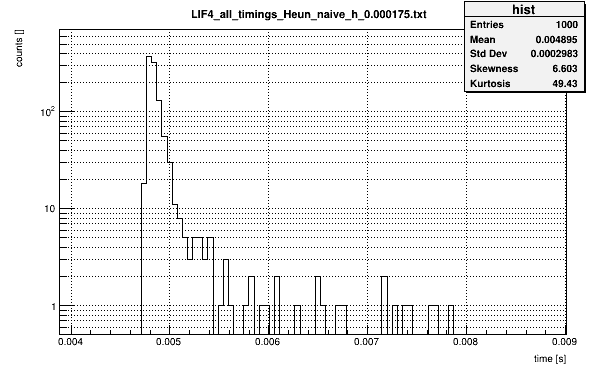 LIF4_all_timings_Heun_naive_h_0.000175.txt
hist
Entries 1000
Mean 0.004895
Std Dev 0.0002983
Skewness 6.603
Kurtosis 49.43
counts []
10²
10
1
0.004 0.005 0.006 0.007 0.008 0.009
time [s]